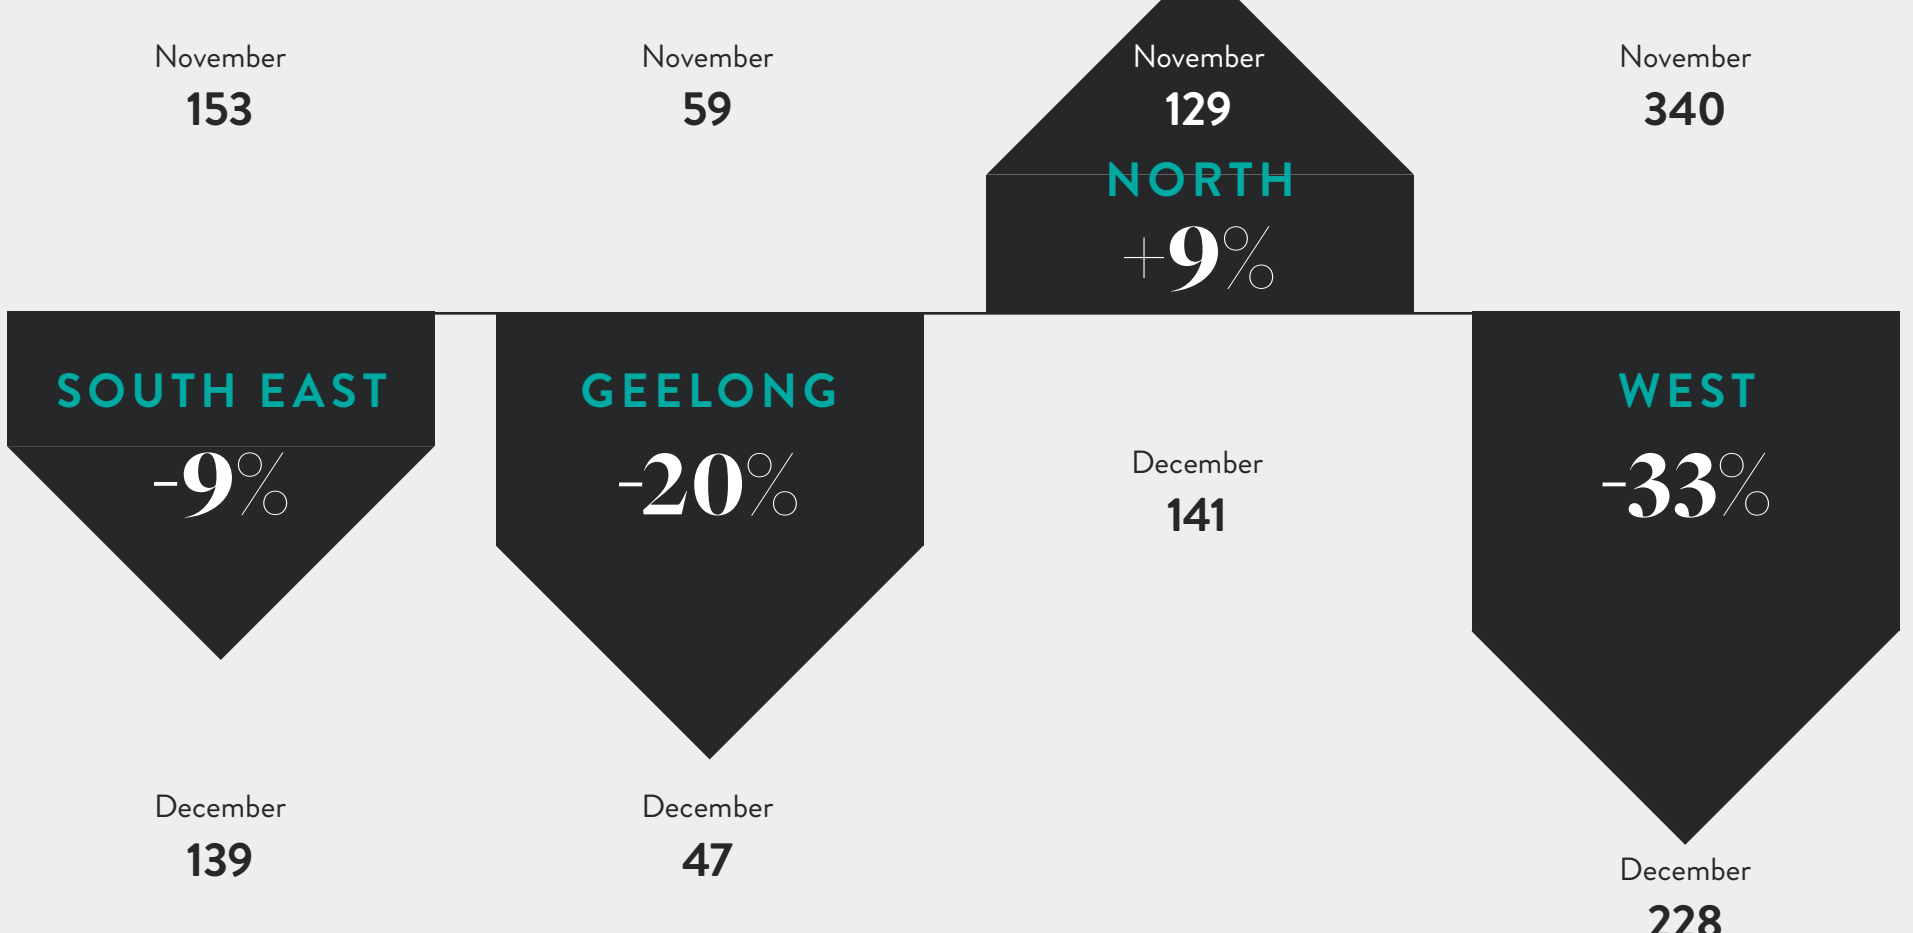 November
153
SOUTH EAST
-9%
December
139
November
59
GEELONG
-20%
December
47
November
129
NORTH
+9%
December
141
November
340
WEST
-33%
December
228